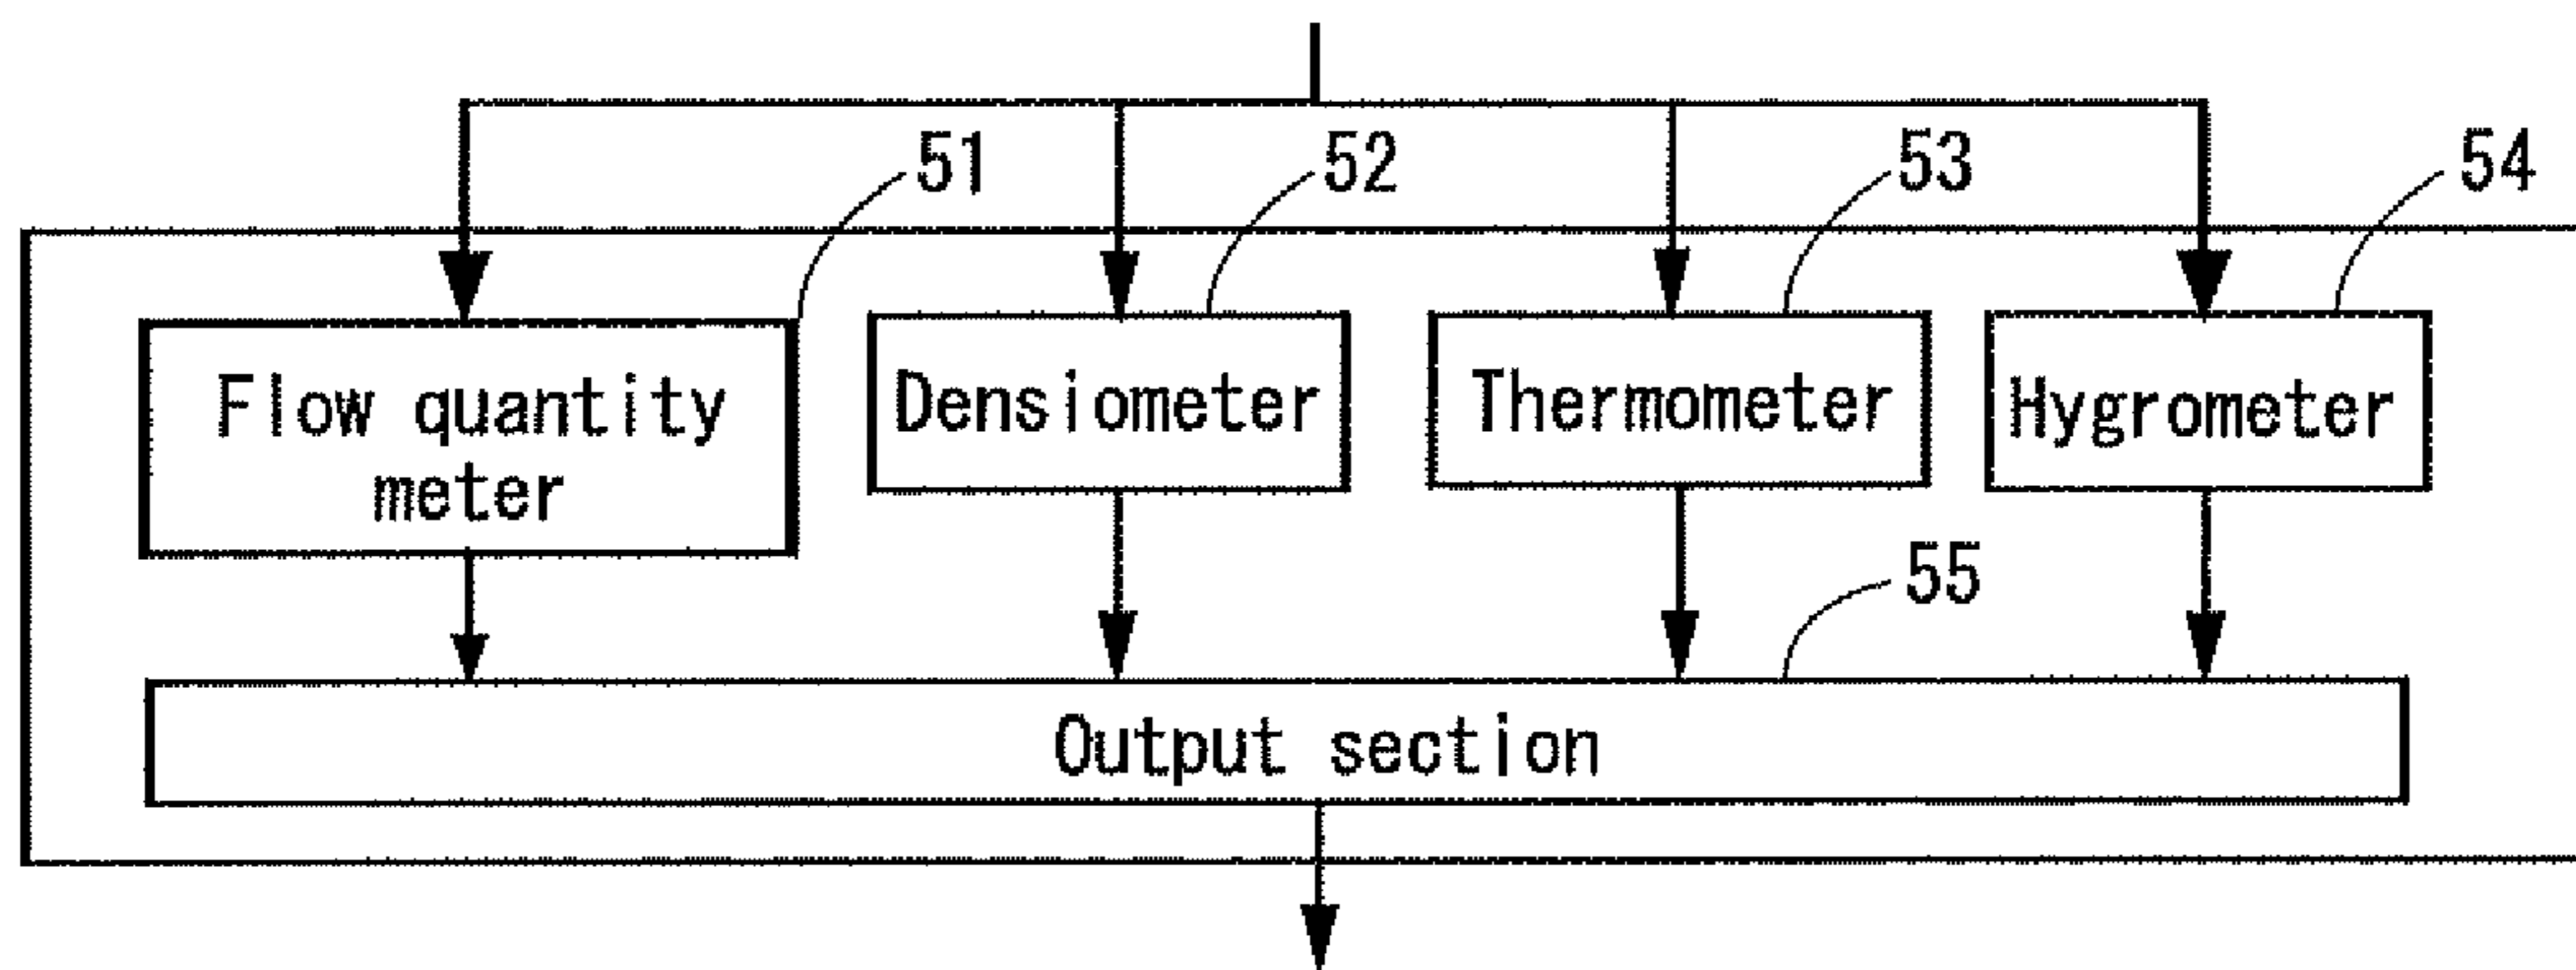 51
52
53
54
Flow quantity
meter
Densiometer
Thermometer
Hygrometer
55
Output section